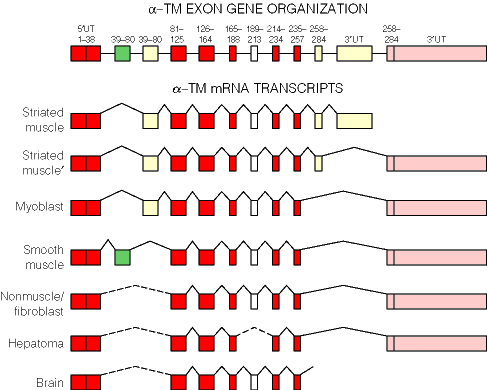 α–TM EXON GENE ORGANIZATION
5'UT 81– 126– 165– 189– 214– 235– 258– 258–
1–38 39–80 39–80 125 164 188 213 234 257 284 3'UT 284 3'UT
α–TM mRNA TRANSCRIPTS
Striated
muscle
Striated
muscle'
Myoblast
Smooth
muscle
Nonmuscle/
fibroblast
Hepatoma
Brain